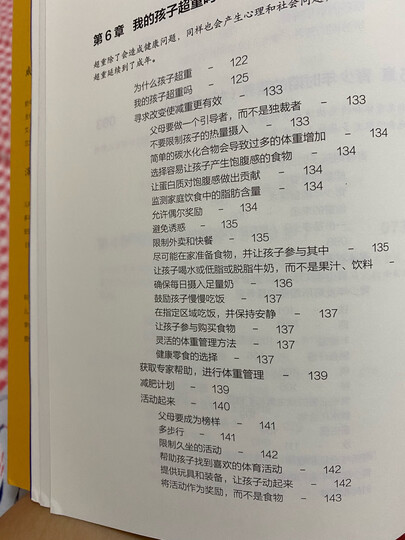 第6章 我的孩子超重
超重除了会造成健康问题，同样也会产生心理和社会问题
超重延续到了成年。
为什么孩子超重 – 122
我的孩子超重吗 – 125
寻求改变使减重更有效 – 133
父母要做一个引导者，而不是独裁者 – 133
不要限制孩子的热量摄入 – 133
简单的碳水化合物会导致过多的体重增加 – 134
选择容易让孩子产生饱腹感的食物 – 134
让蛋白质对饱腹感做出贡献 – 134
监测家庭饮食中的脂肪含量 – 134
允许偶尔奖励 – 134
避免诱惑 – 135
限制外卖和快餐 – 135
尽可能在家准备食物，并让孩子参与其中 – 135
让孩子喝水或低脂或脱脂牛奶，而不是果汁、饮料 –
确保每日摄入足量奶 – 136
鼓励孩子慢慢吃饭 – 137
在指定区域吃饭，并保持安静 – 137
让孩子参与购买食物 – 137
灵活的体重管理方法 – 137
健康零食的选择 – 137
获取专家帮助，进行体重管理 – 139
减肥计划 – 139
活动起来 – 140
父母要成为榜样 – 141
多步行 – 141
限制久坐的活动 – 142
帮助孩子找到喜欢的体育活动 – 142
提供玩具和装备，让孩子动起来 – 142
将活动作为奖励，而不是食物 – 143